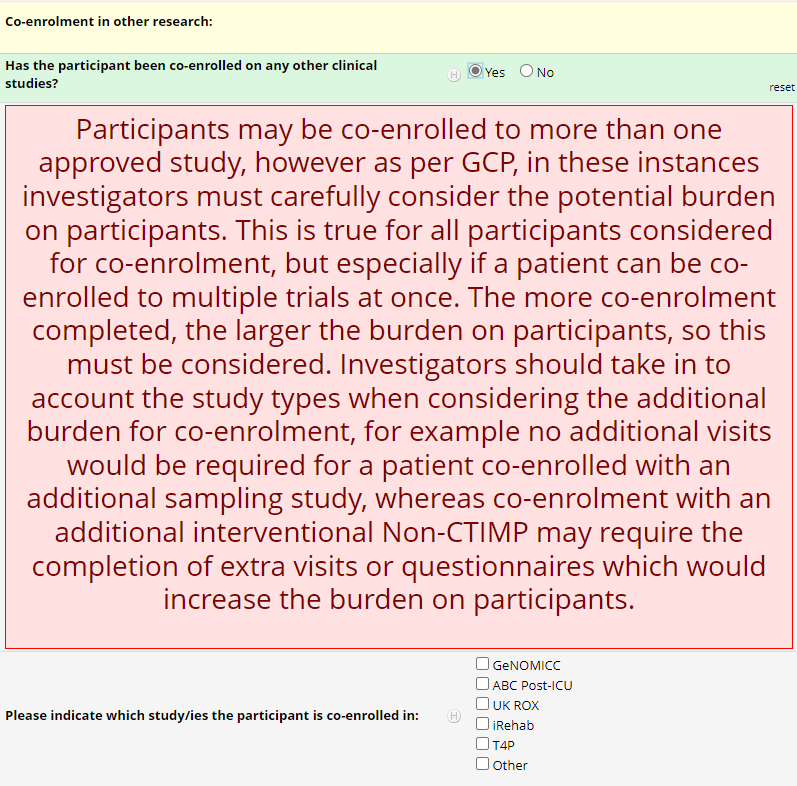 Co-enrolment in other research:
Has the participant been co-enrolled on any other clinical
studies?
H
Yes
No
reset
Participants may be co-enrolled to more than one
approved study, however as per GCP, in these instances
investigators must carefully consider the potential burden
on participants. This is true for all participants considered
for co-enrolment, but especially if a patient can be co-
enrolled to multiple trials at once. The more co-enrolment
completed, the larger the burden on participants, so this
must be considered. Investigators should take in to
account the study types when considering the additional
burden for co-enrolment, for example no additional visits
would be required for a patient co-enrolled with an
additional sampling study, whereas co-enrolment with an
additional interventional Non-CTIMP may require the
completion of extra visits or questionnaires which would
increase the burden on participants.
Please indicate which study/ies the participant is co-enrolled in:
H
GeNOMICC
ABC Post-ICU
UK ROX
iRehab
T4P
Other